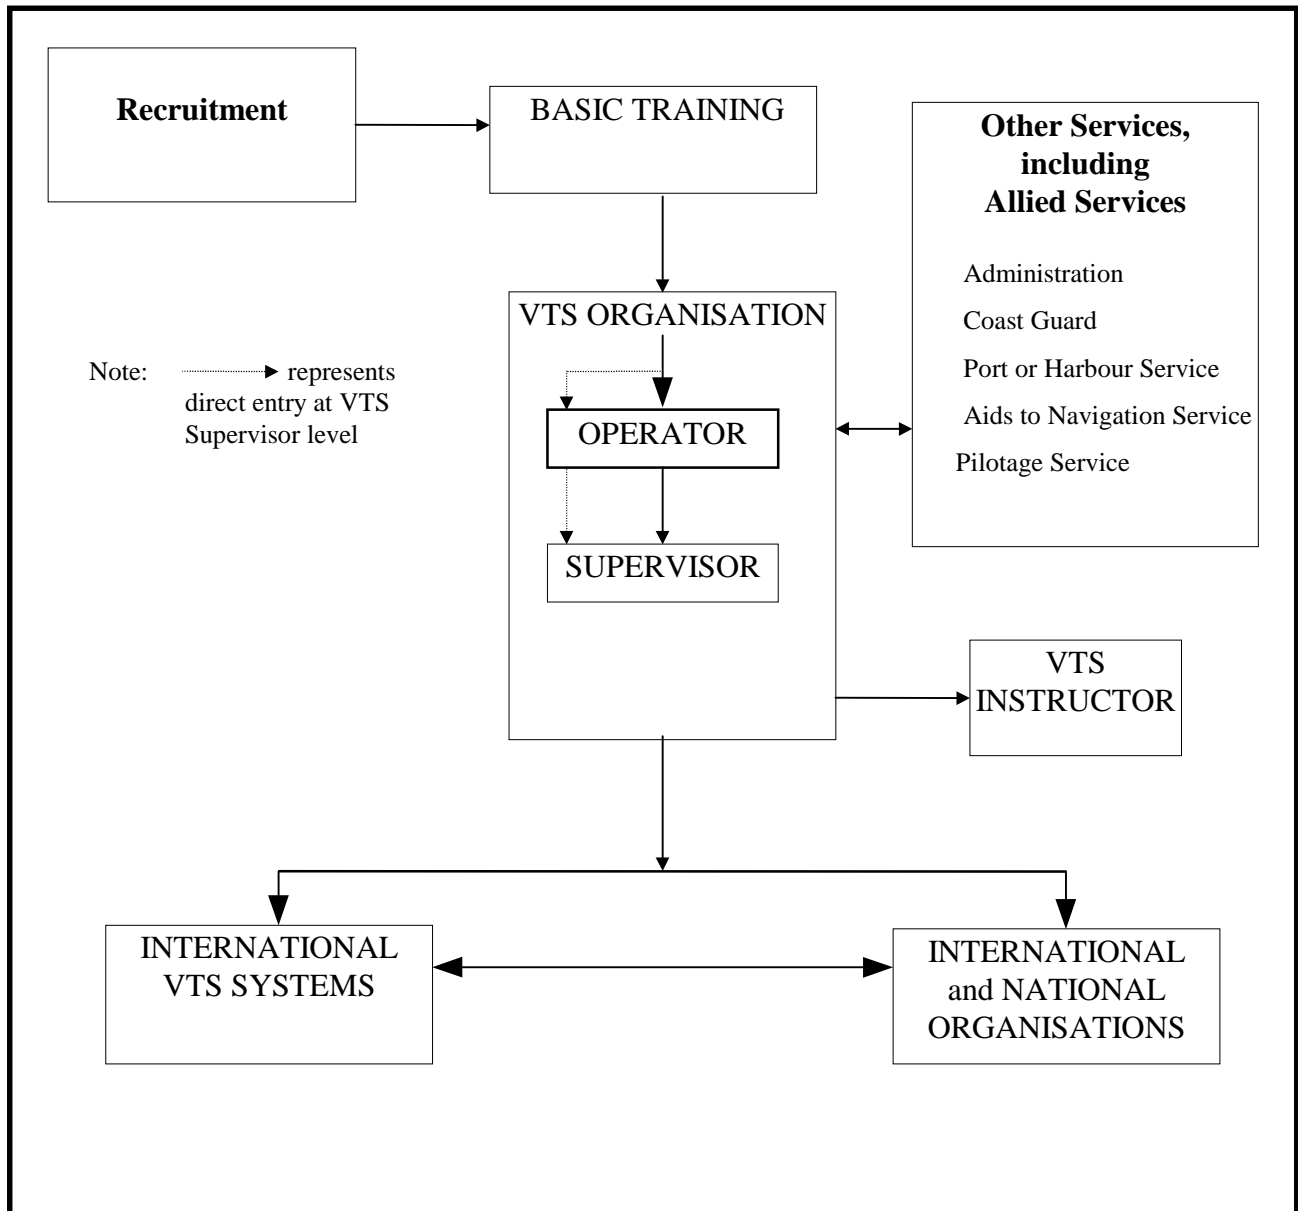 Recruitment
BASIC TRAINING
Other Services,
including
Allied Services
Administration
Coast Guard
Port or Harbour Service
Aids to Navigation Service
Pilotage Service
VTS ORGANISATION
Note: represents
direct entry at VTS
Supervisor level
OPERATOR
SUPERVISOR
VTS
INSTRUCTOR
INTERNATIONAL
VTS SYSTEMS
INTERNATIONAL
and NATIONAL
ORGANISATIONS